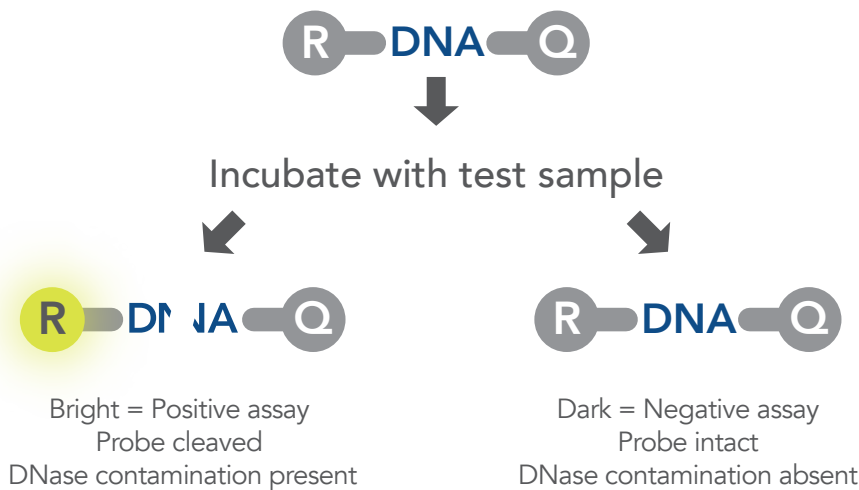 R DNA Q
Incubate with test sample
R DNA Q
R DNA Q
Bright = Positive assay
Probe cleaved
DNase contamination present
Dark = Negative assay
Probe intact
DNase contamination absent